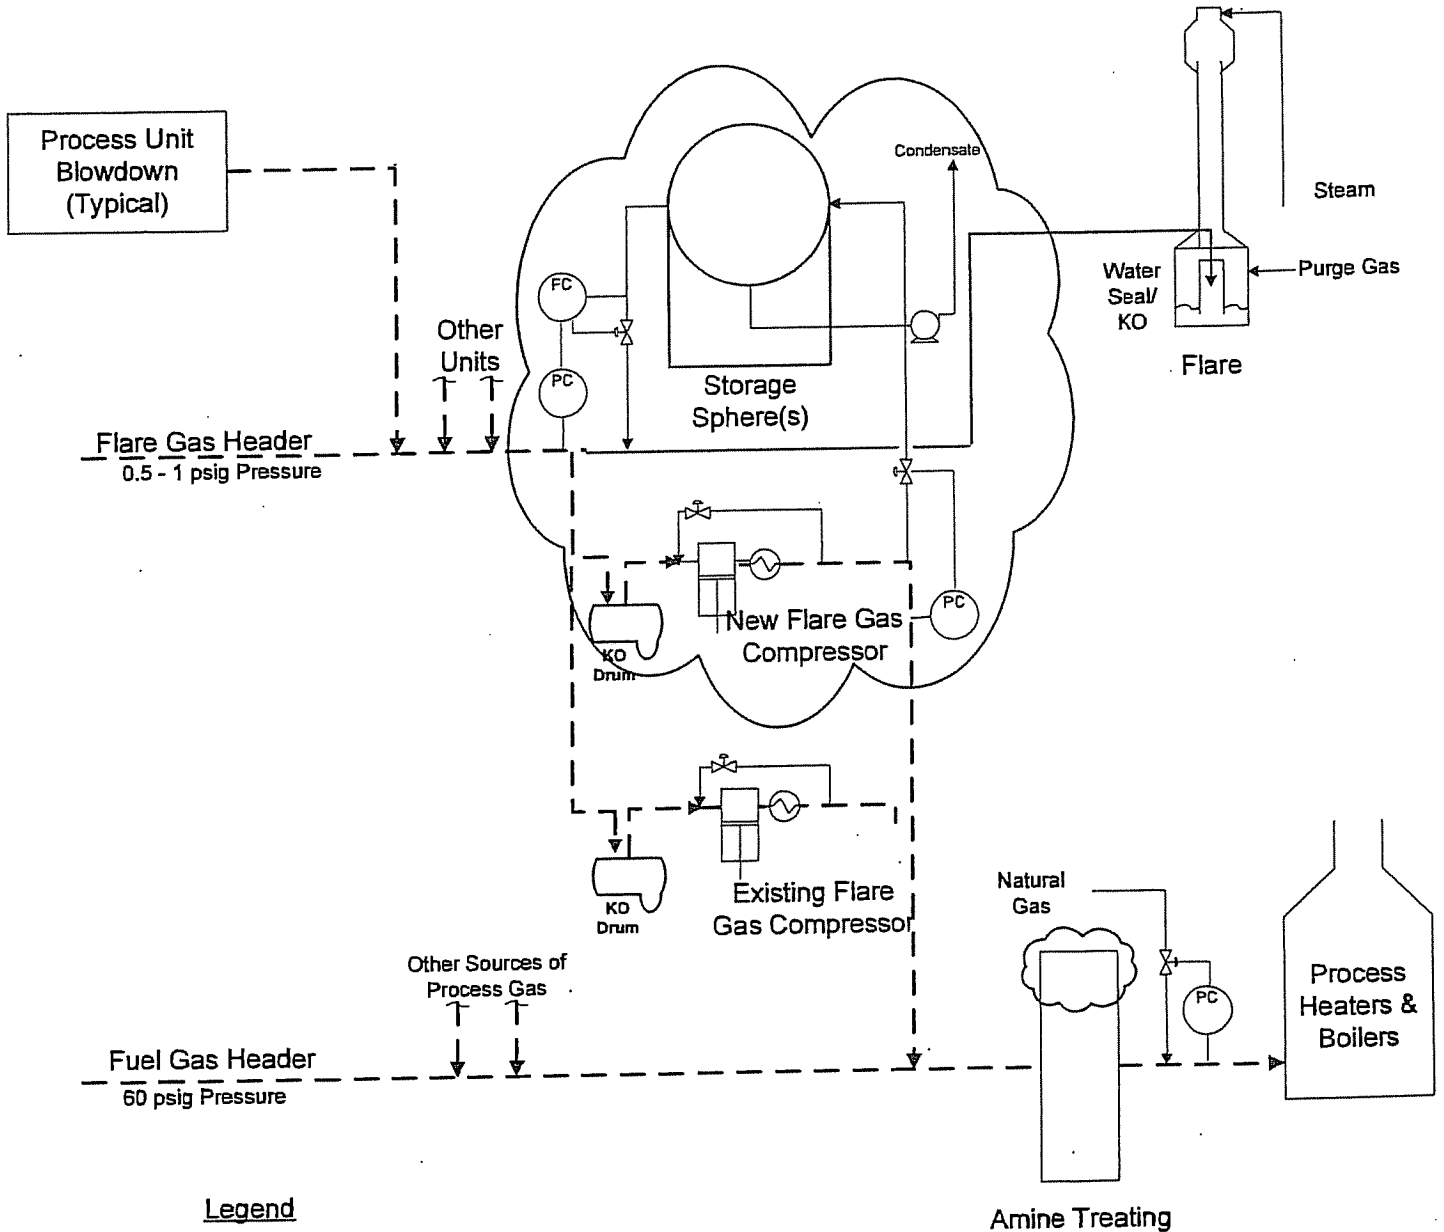 Process Unit
Blowdown
(Typical)
Condensate
Steam
Water
Seal/
KO
Purge Gas
Flare
FC
Other
Units
PC
Storage
Sphere(s)
Flare Gas Header
0.5 - 1 psig Pressure
PC
New Flare Gas
Compressor
KO
Drum
Existing Flare
Gas Compressor
KO
Drum
Natural
Gas
Other Sources of
Process Gas
PC
Process
Heaters &
Boilers
Fuel Gas Header
60 psig Pressure
Legend
Amine Treating